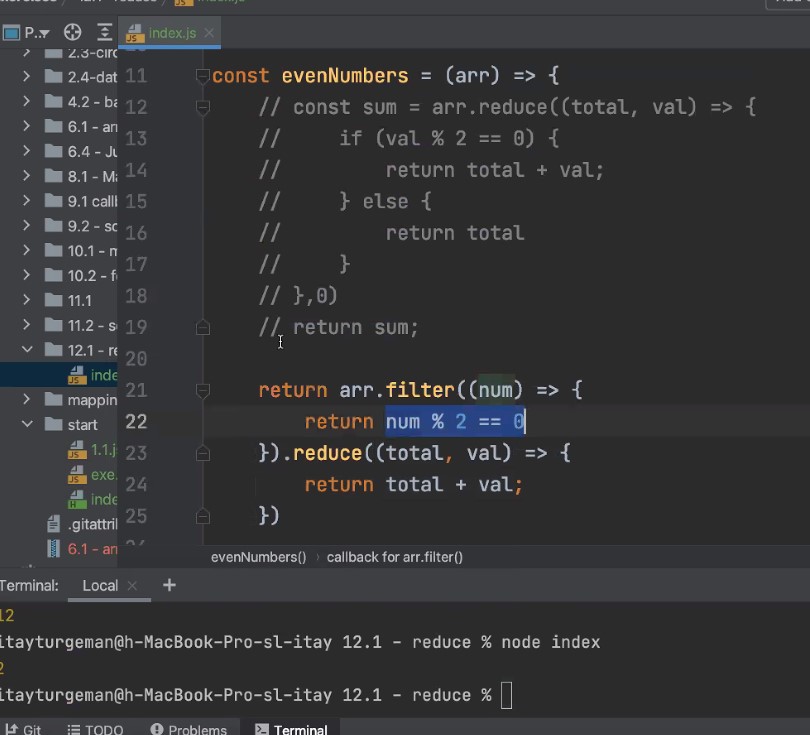 P..
index.js
2.3-circ
2.4-dat
4.2 - ba
6.1 - arr
6.4 - Ju
8.1 - Ma
9.1 callb
9.2 - sc
10.1 - m
10.2 - f
11.1
11.2 - s
12.1 - re
inde
mappin
start
1.1.j
exe.
inde
.gitattril
6.1 - arr
11 const evenNumbers = (arr) => {
12 // const sum = arr.reduce((total, val) => {
13 // if (val % 2 == 0) {
14 // return total + val;
15 // } else {
16 // return total
17 // }
18 // },0)
19 // return sum;
20
21 return arr.filter((num) => {
22 return num % 2 == 0
23 }).reduce((total, val) => {
24 return total + val;
25 })
evenNumbers() › callback for arr.filter()
Terminal: Local × +
12
itayturgeman@h-MacBook-Pro-sl-itay 12.1 - reduce % node index
2
itayturgeman@h-MacBook-Pro-sl-itay 12.1 - reduce %
Git TODO Problems Terminal